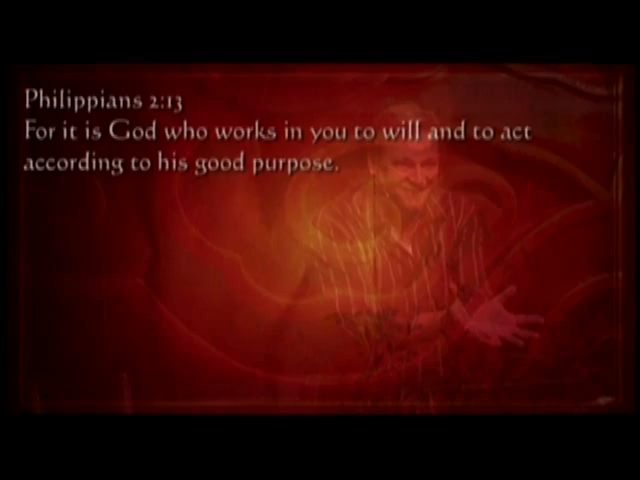 Philippians 2:13
For it is God who works in you to will and to act
according to his good purpose.